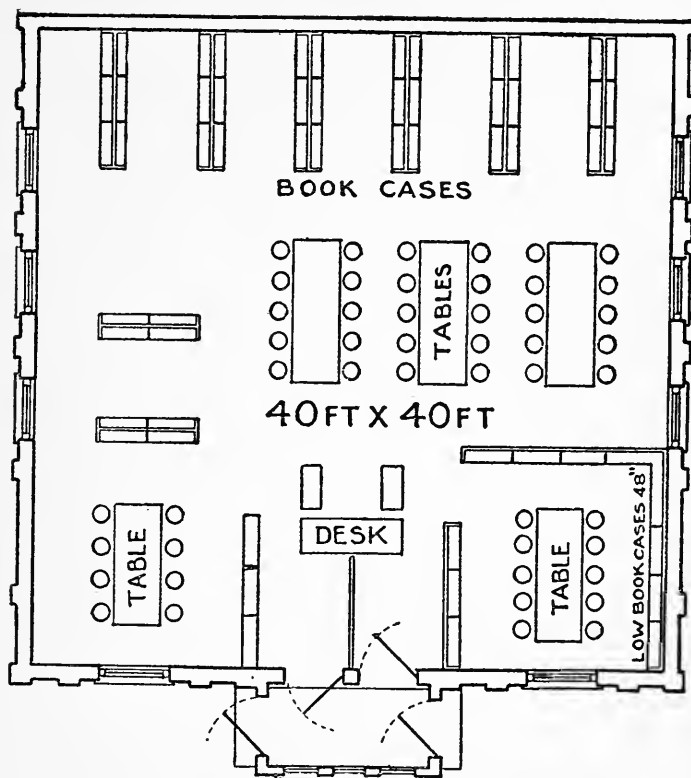 BOOK CASES
TABLES
40FT X 40FT
DESK
TABLE
TABLE
LOW BOOK CASES 48"